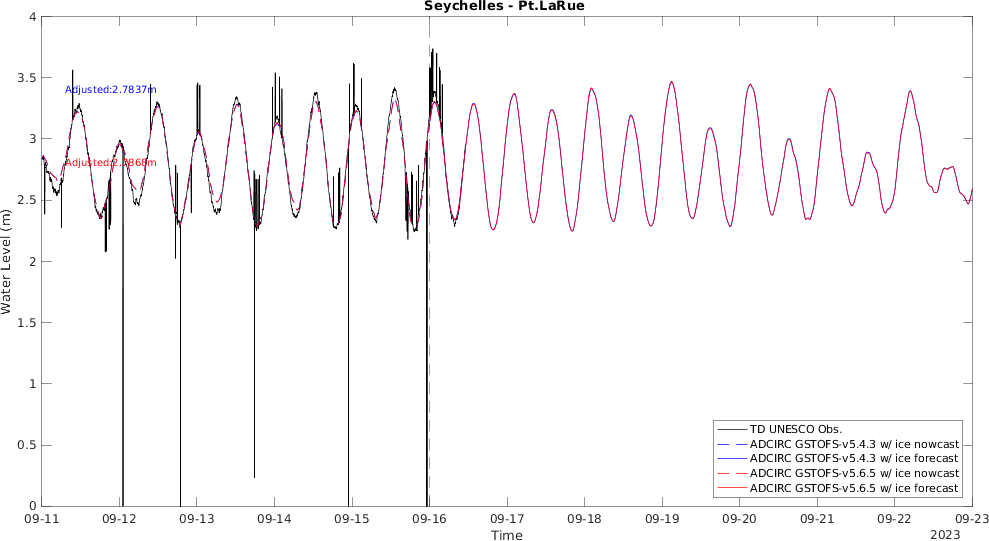 Seychelles - Pt.LaRue
4
3.5
3
2.5
2
1.5
1
0.5
0
Water Level (m)
Adjusted:2.7837m
Adjusted:2.7868m
TD UNESCO Obs.
ADCIRC GSTOFS-v5.4.3 w/ ice nowcast
ADCIRC GSTOFS-v5.4.3 w/ ice forecast
ADCIRC GSTOFS-v5.6.5 w/ ice nowcast
ADCIRC GSTOFS-v5.6.5 w/ ice forecast
09-11 09-12 09-13 09-14 09-15 09-16 09-17 09-18 09-19 09-20 09-21 09-22 09-23
Time
2023